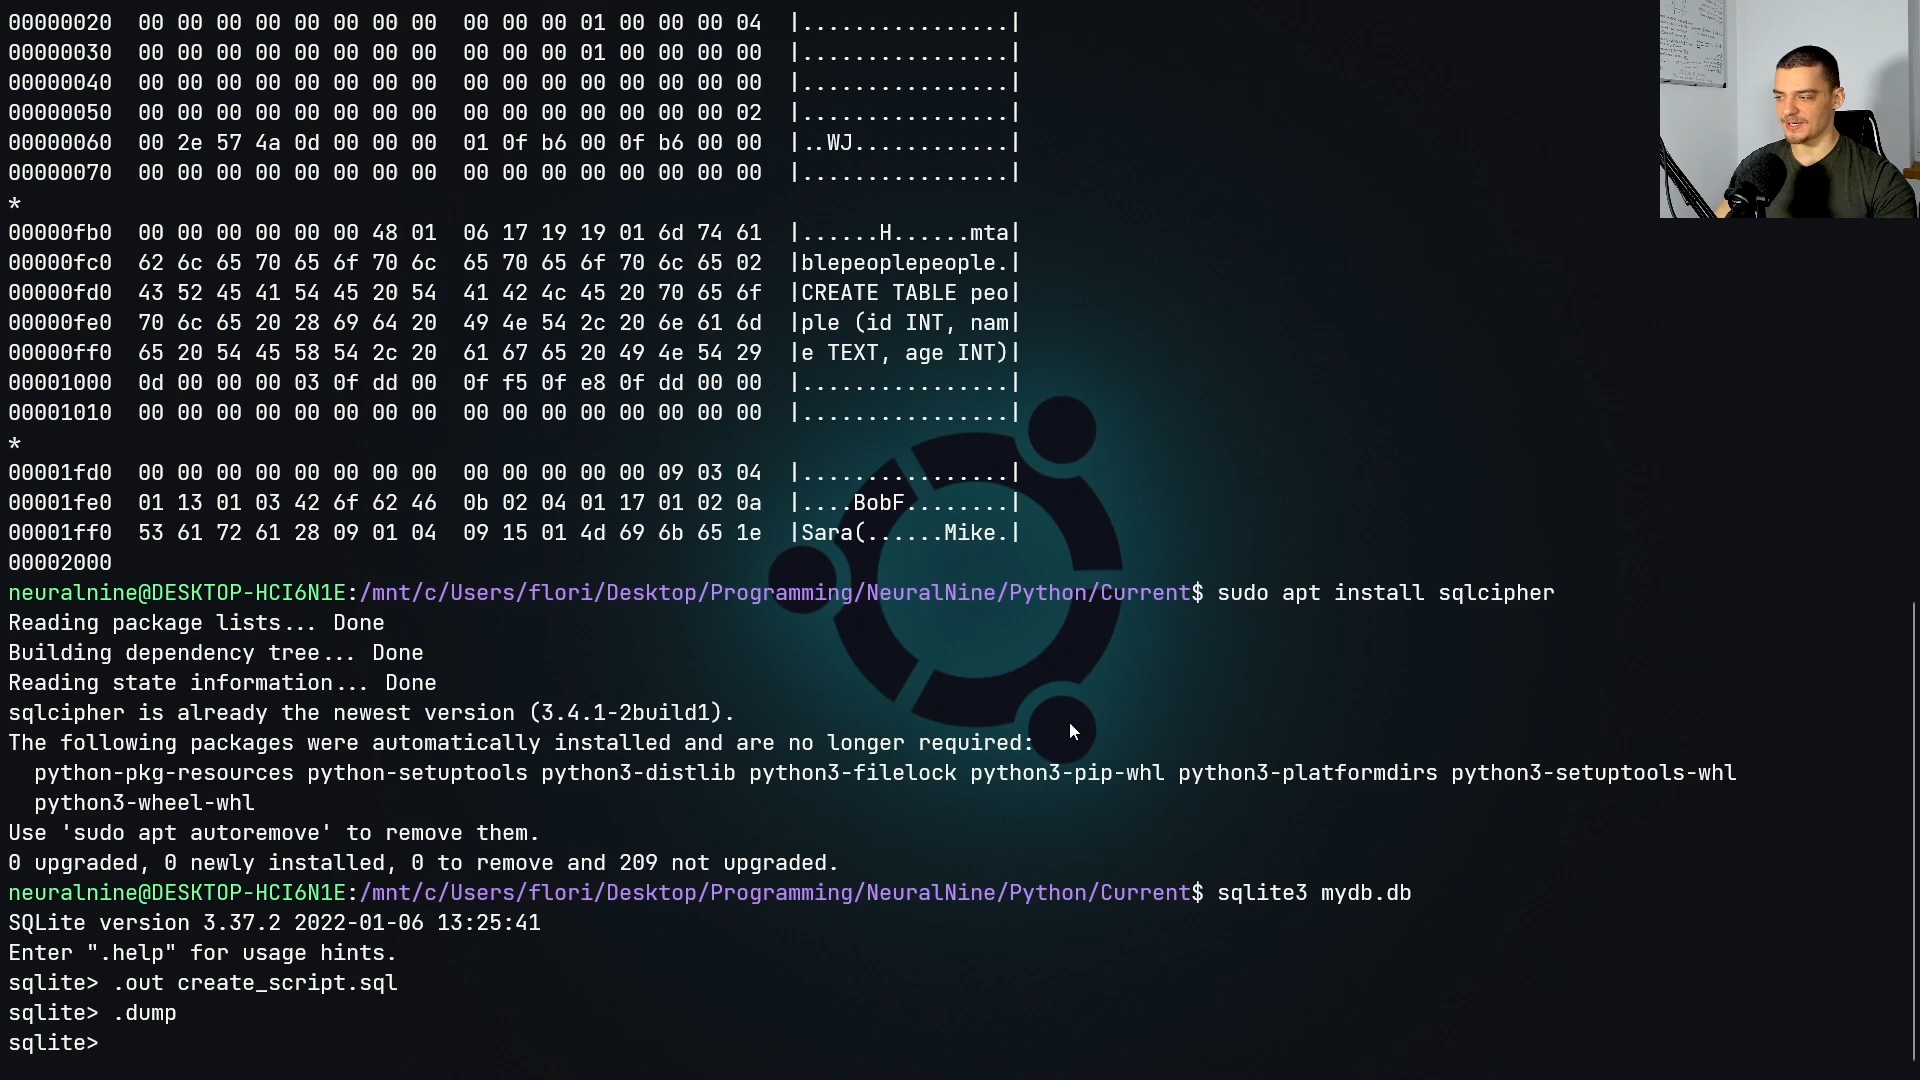 00000020  00 00 00 00 00 00 00 00  00 00 00 01 00 00 00 04  |................|
00000030  00 00 00 00 00 00 00 00  00 00 00 01 00 00 00 00  |................|
00000040  00 00 00 00 00 00 00 00  00 00 00 00 00 00 00 00  |................|
00000050  00 00 00 00 00 00 00 00  00 00 00 00 00 00 00 02  |................|
00000060  00 2e 57 4a 0d 00 00 00  01 0f b6 00 0f b6 00 00  |..WJ............|
00000070  00 00 00 00 00 00 00 00  00 00 00 00 00 00 00 00  |................|
*
00000fb0  00 00 00 00 00 00 48 01  06 17 19 19 01 6d 74 61  |......H......mta|
00000fc0  62 6c 65 70 65 6f 70 6c  65 70 65 6f 70 6c 65 02  |blepeoplepeople.|
00000fd0  43 52 45 41 54 45 20 54  41 42 4c 45 20 70 65 6f  |CREATE TABLE peo|
00000fe0  70 6c 65 20 28 69 64 20  49 4e 54 2c 20 6e 61 6d  |ple (id INT, nam|
00000ff0  65 20 54 45 58 54 2c 20  61 67 65 20 49 4e 54 29  |e TEXT, age INT)|
00001000  0d 00 00 00 03 0f dd 00  0f f5 0f e8 0f dd 00 00  |................|
00001010  00 00 00 00 00 00 00 00  00 00 00 00 00 00 00 00  |................|
*
00001fd0  00 00 00 00 00 00 00 00  00 00 00 00 00 09 03 04  |................|
00001fe0  01 13 01 03 42 6f 62 46  0b 02 04 01 17 01 02 0a  |....BobF........|
00001ff0  53 61 72 61 28 09 01 04  09 15 01 4d 69 6b 65 1e  |Sara(......Mike.|
00002000
neuralnine@DESKTOP-HCI6N1E:/mnt/c/Users/flori/Desktop/Programming/NeuralNine/Python/Current$ sudo apt install sqlcipher
Reading package lists... Done
Building dependency tree... Done
Reading state information... Done
sqlcipher is already the newest version (3.4.1-2build1).
The following packages were automatically installed and are no longer required:
  python-pkg-resources python-setuptools python3-distlib python3-filelock python3-pip-whl python3-platformdirs python3-setuptools-whl
  python3-wheel-whl
Use 'sudo apt autoremove' to remove them.
0 upgraded, 0 newly installed, 0 to remove and 209 not upgraded.
neuralnine@DESKTOP-HCI6N1E:/mnt/c/Users/flori/Desktop/Programming/NeuralNine/Python/Current$ sqlite3 mydb.db
SQLite version 3.37.2 2022-01-06 13:25:41
Enter ".help" for usage hints.
sqlite> .out create_script.sql
sqlite> .dump
sqlite>